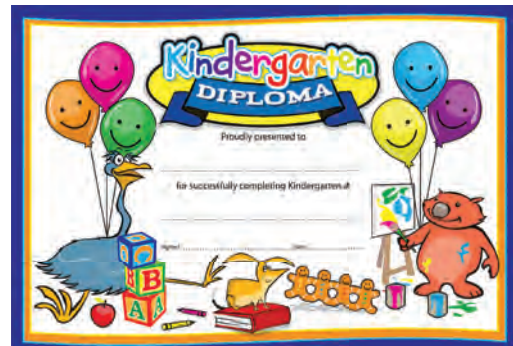 Kindergarten
DIPLOMA
Proudly presented to
for successfully completing Kindergarten at
Signed
Date
B
B
A
A